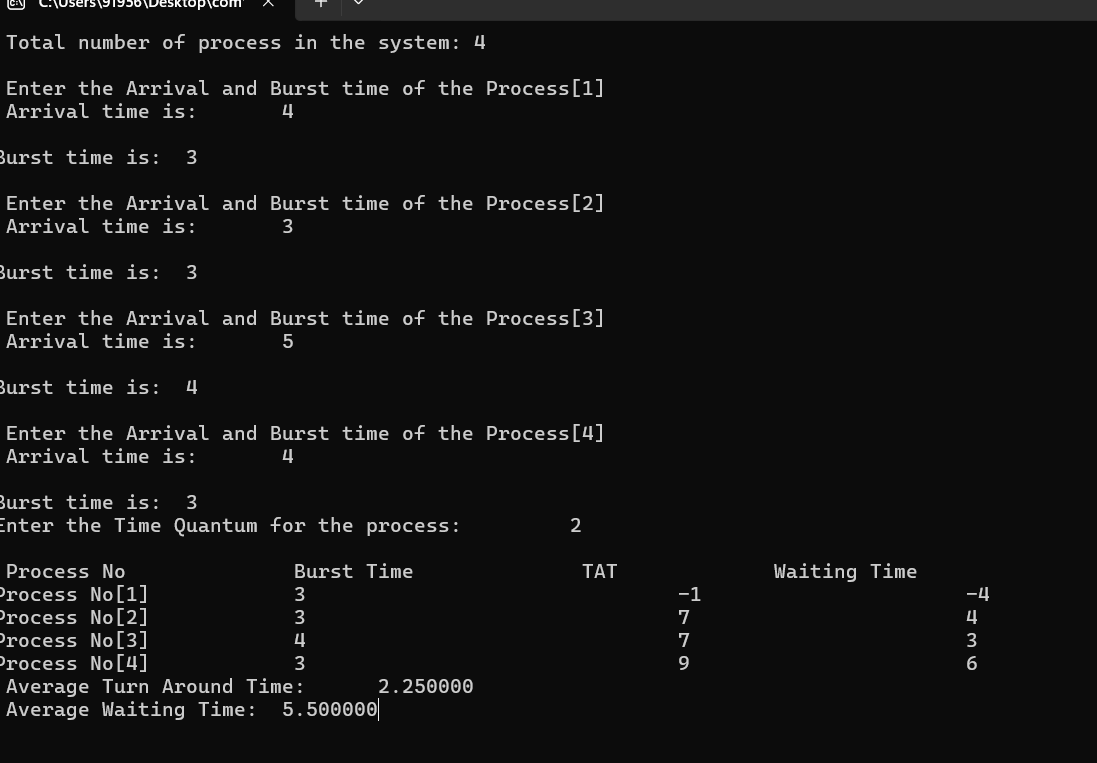 C:\Users\91956\Desktop\com'
Total number of process in the system: 4
Enter the Arrival and Burst time of the Process[1]
Arrival time is: 4
Burst time is: 3
Enter the Arrival and Burst time of the Process[2]
Arrival time is: 3
Burst time is: 3
Enter the Arrival and Burst time of the Process[3]
Arrival time is: 5
Burst time is: 4
Enter the Arrival and Burst time of the Process[4]
Arrival time is: 4
Burst time is: 3
Enter the Time Quantum for the process: 2
Process No Burst Time TAT Waiting Time
Process No[1] 3 -1 -4
Process No[2] 3 7 4
Process No[3] 4 7 3
Process No[4] 3 9 6
Average Turn Around Time: 2.250000
Average Waiting Time: 5.500000